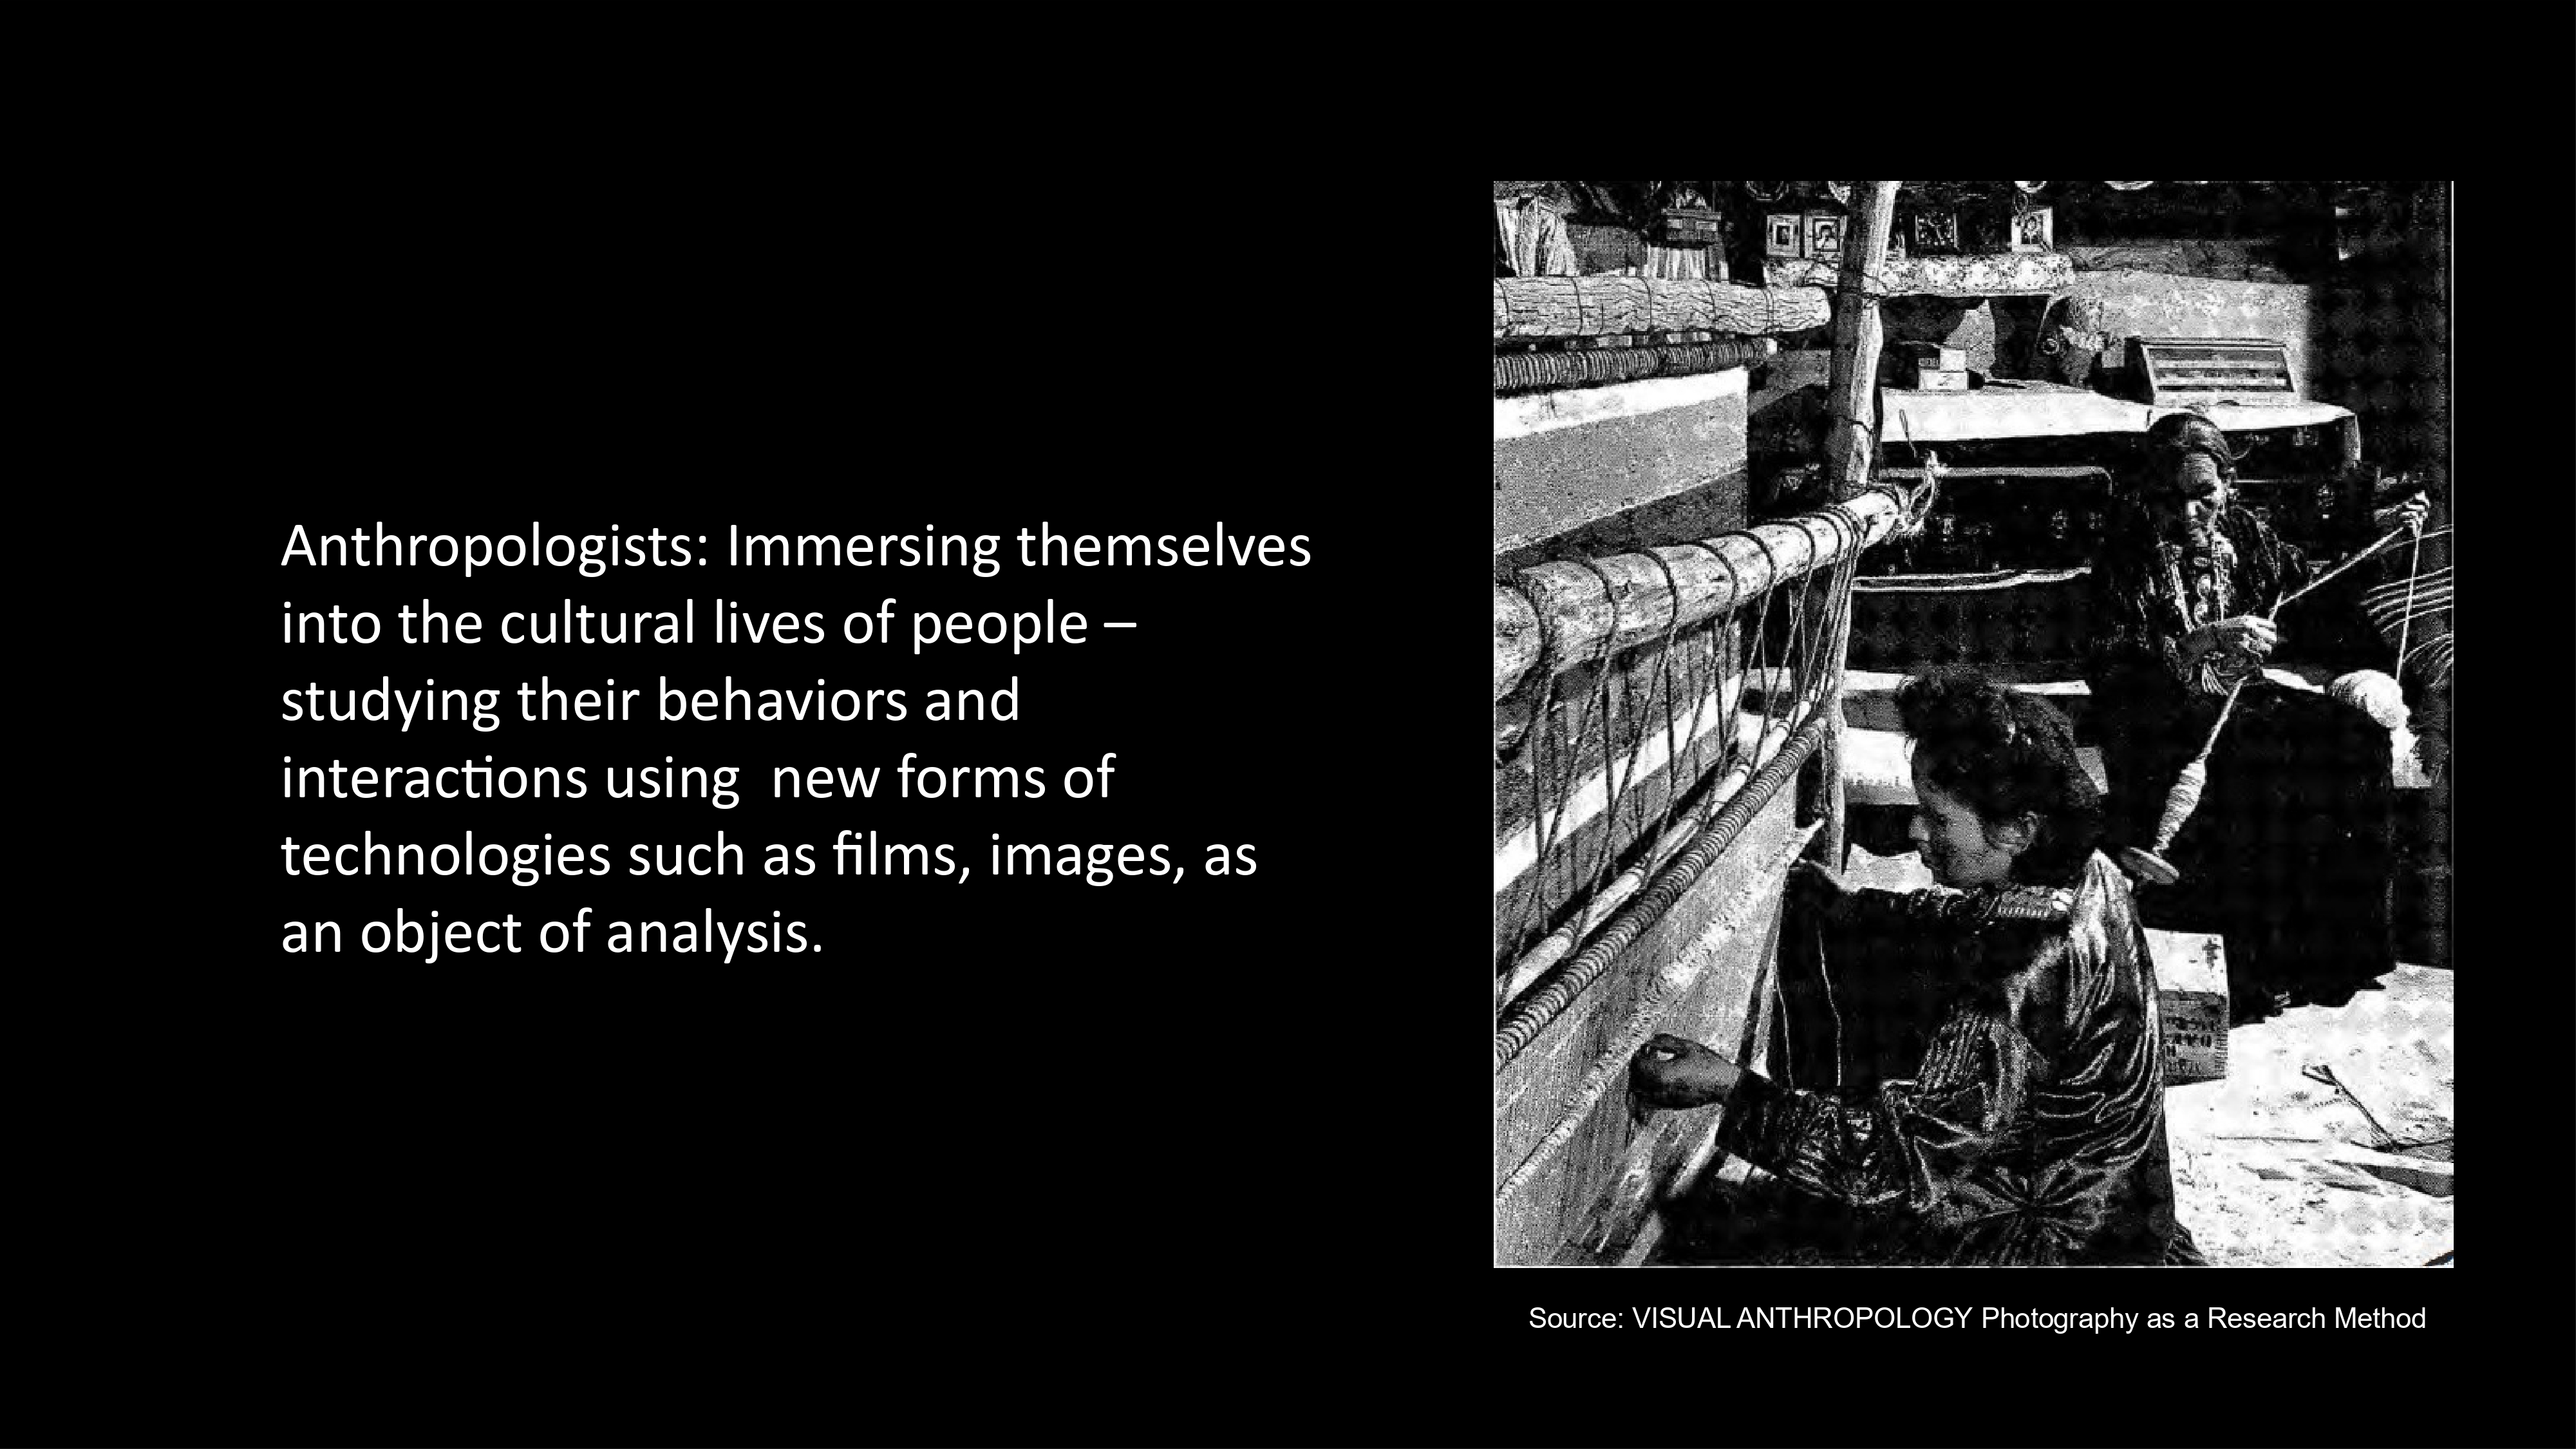 Anthropologists: Immersing themselves
into the cultural lives of people –
studying their behaviors and
interactions using  new forms of
technologies such as films, images, as
an object of analysis.
Source: VISUAL ANTHROPOLOGY Photography as a Research Method